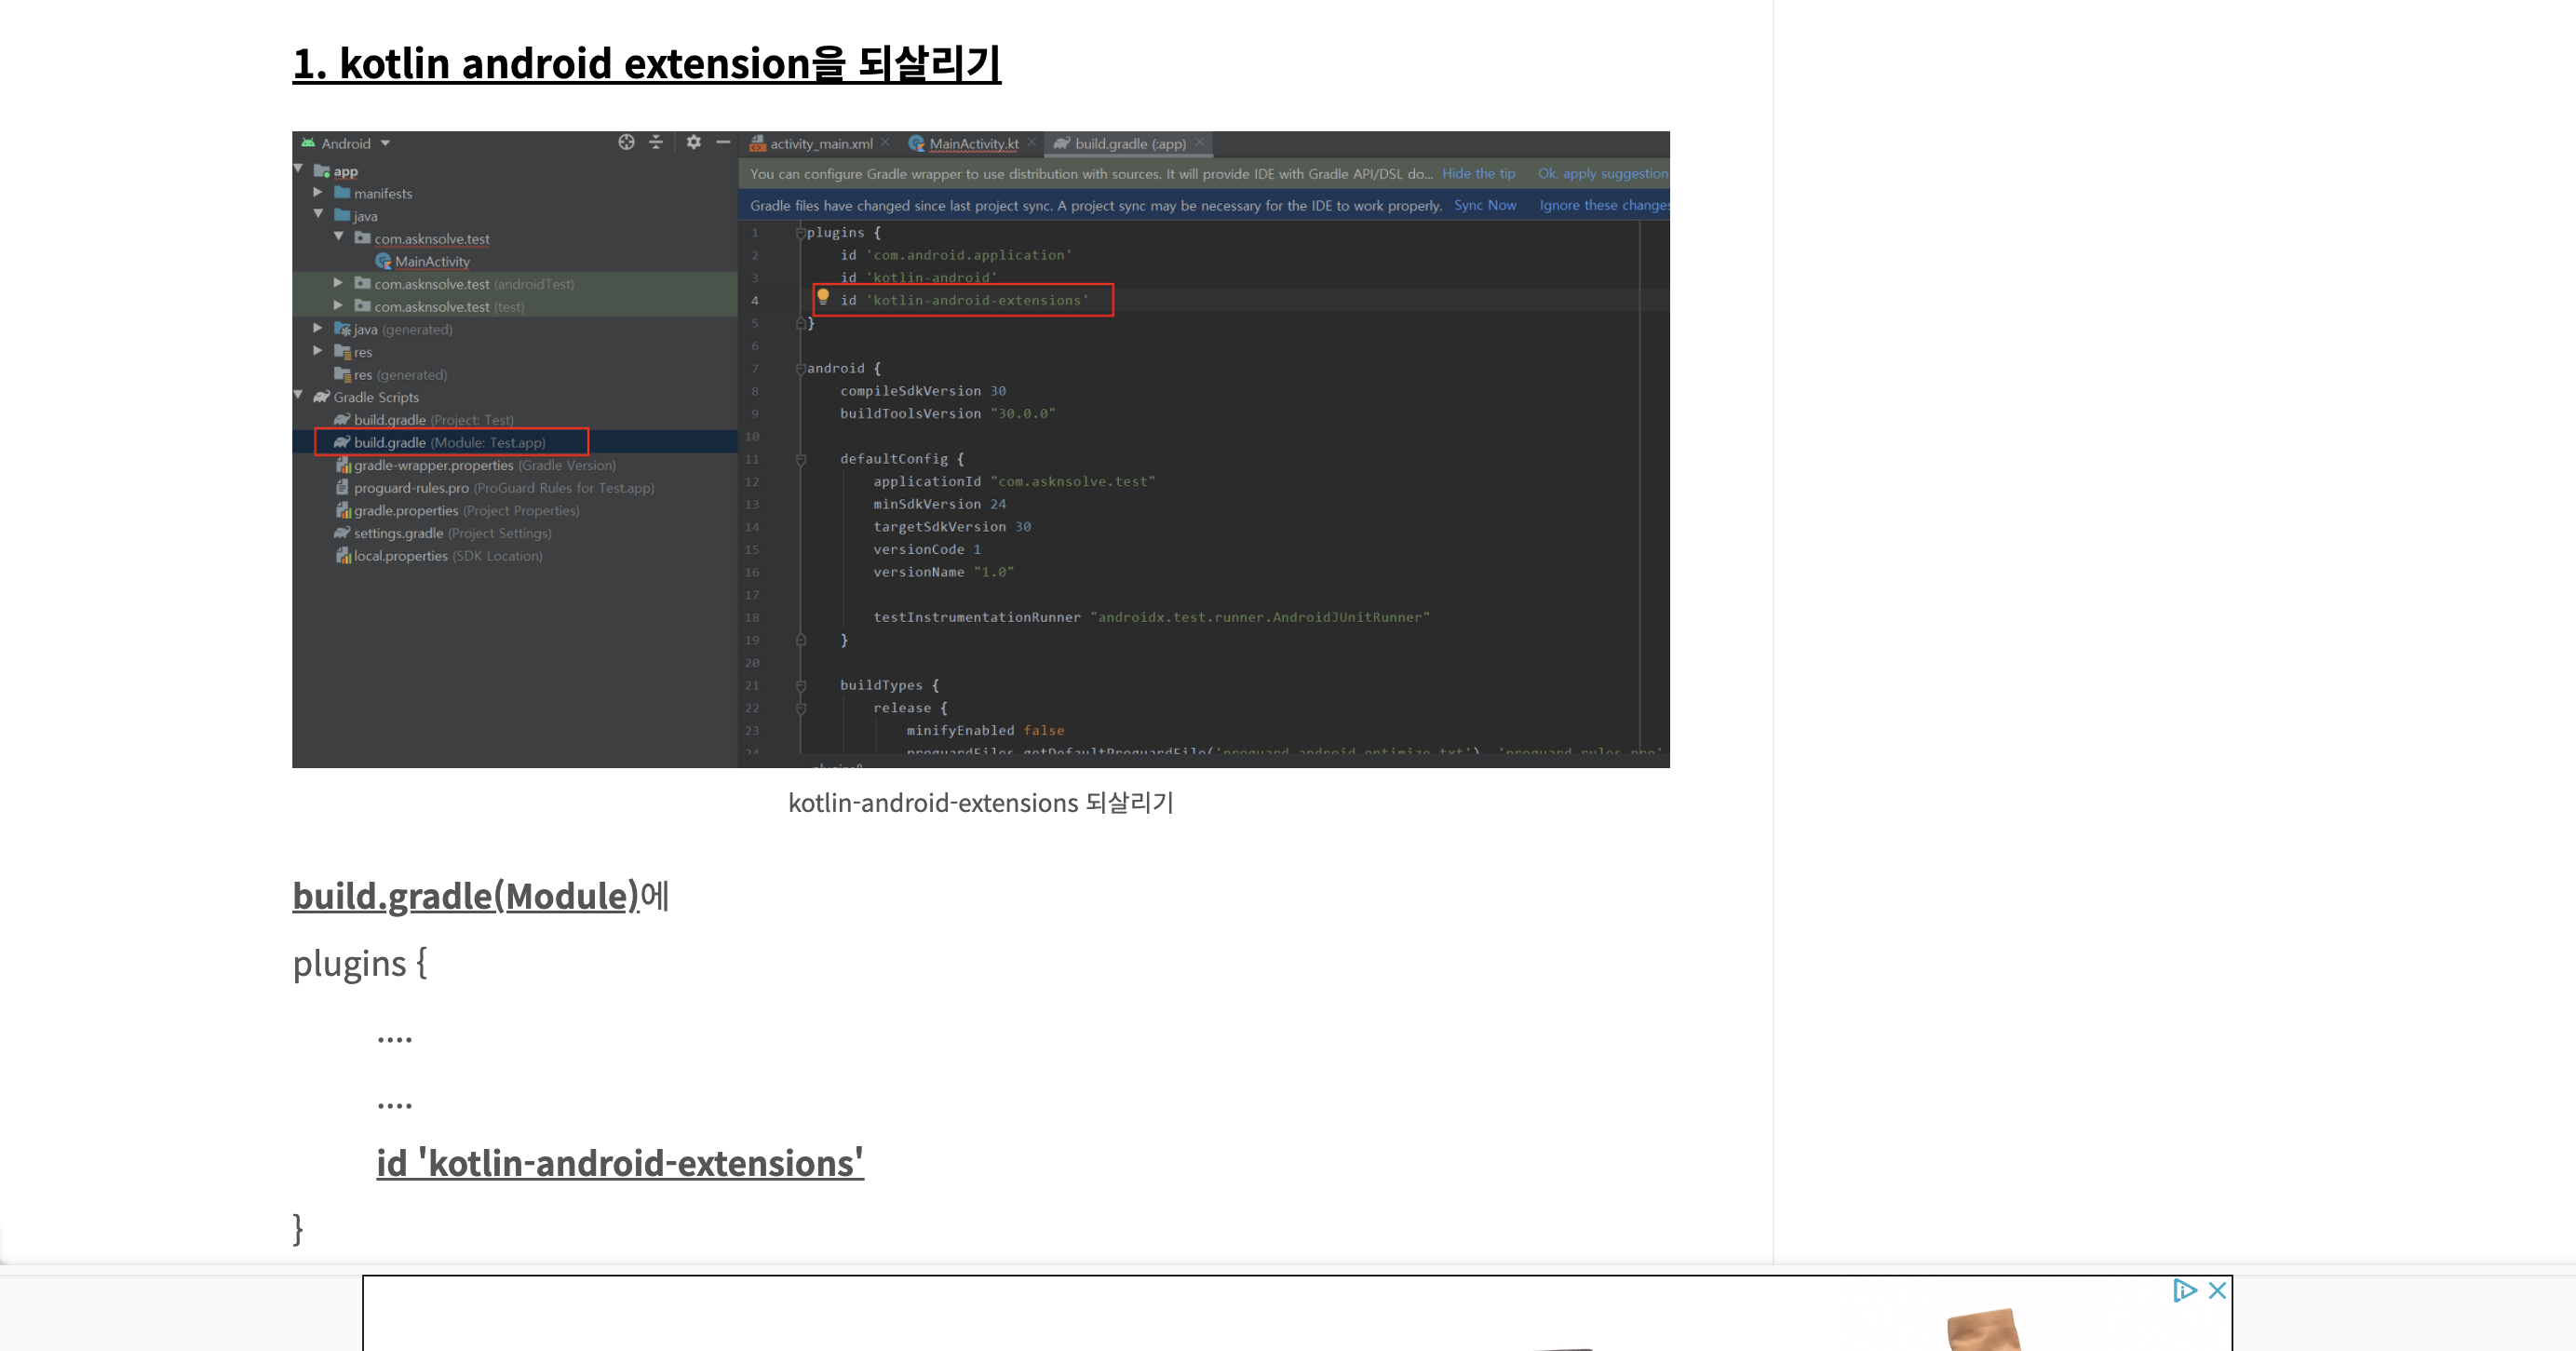 1. kotlin android extension을 되살리기
Android
activity_main.xml
MainActivity.kt
build.gradle (:app)
app
manifests
java
com.asknsolve.test
MainActivity
com.asknsolve.test (androidTest)
com.asknsolve.test (test)
java (generated)
res
res (generated)
Gradle Scripts
build.gradle (Project: Test)
build.gradle (Module: Test.app)
gradle-wrapper.properties (Gradle Version)
proguard-rules.pro (ProGuard Rules for Test.app)
gradle.properties (Project Properties)
settings.gradle (Project Settings)
local.properties (SDK Location)
You can configure Gradle wrapper to use distribution with sources. It will provide IDE with Gradle API/DSL do... Hide the tip Ok, apply suggestion
Gradle files have changed since last project sync. A project sync may be necessary for the IDE to work properly. Sync Now Ignore these changes
1 plugins {
2 id 'com.android.application'
3 id 'kotlin-android'
4 id 'kotlin-android-extensions'
5 }
6
7 android {
8 compileSdkVersion 30
9 buildToolsVersion "30.0.0"
10
11 defaultConfig {
12 applicationId "com.asknsolve.test"
13 minSdkVersion 24
14 targetSdkVersion 30
15 versionCode 1
16 versionName "1.0"
17
18 testInstrumentationRunner "androidx.test.runner.AndroidJUnitRunner"
19 }
20
21 buildTypes {
22 release {
23 minifyEnabled false
24 proguardFiles getDefaultProguardFile('proguard-android-optimize.txt'), 'proguard-rules.pro'
kotlin-android-extensions 되살리기
build.gradle(Module)에
plugins {
....
....
id 'kotlin-android-extensions'
}